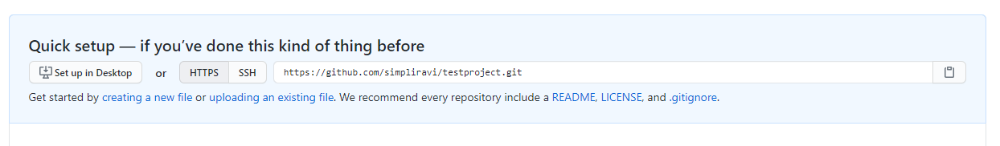 Quick setup — if you’ve done this kind of thing before
Set up in Desktop or HTTPS SSH https://github.com/simpliravi/testproject.git
Get started by creating a new file or uploading an existing file. We recommend every repository include a README, LICENSE, and .gitignore.